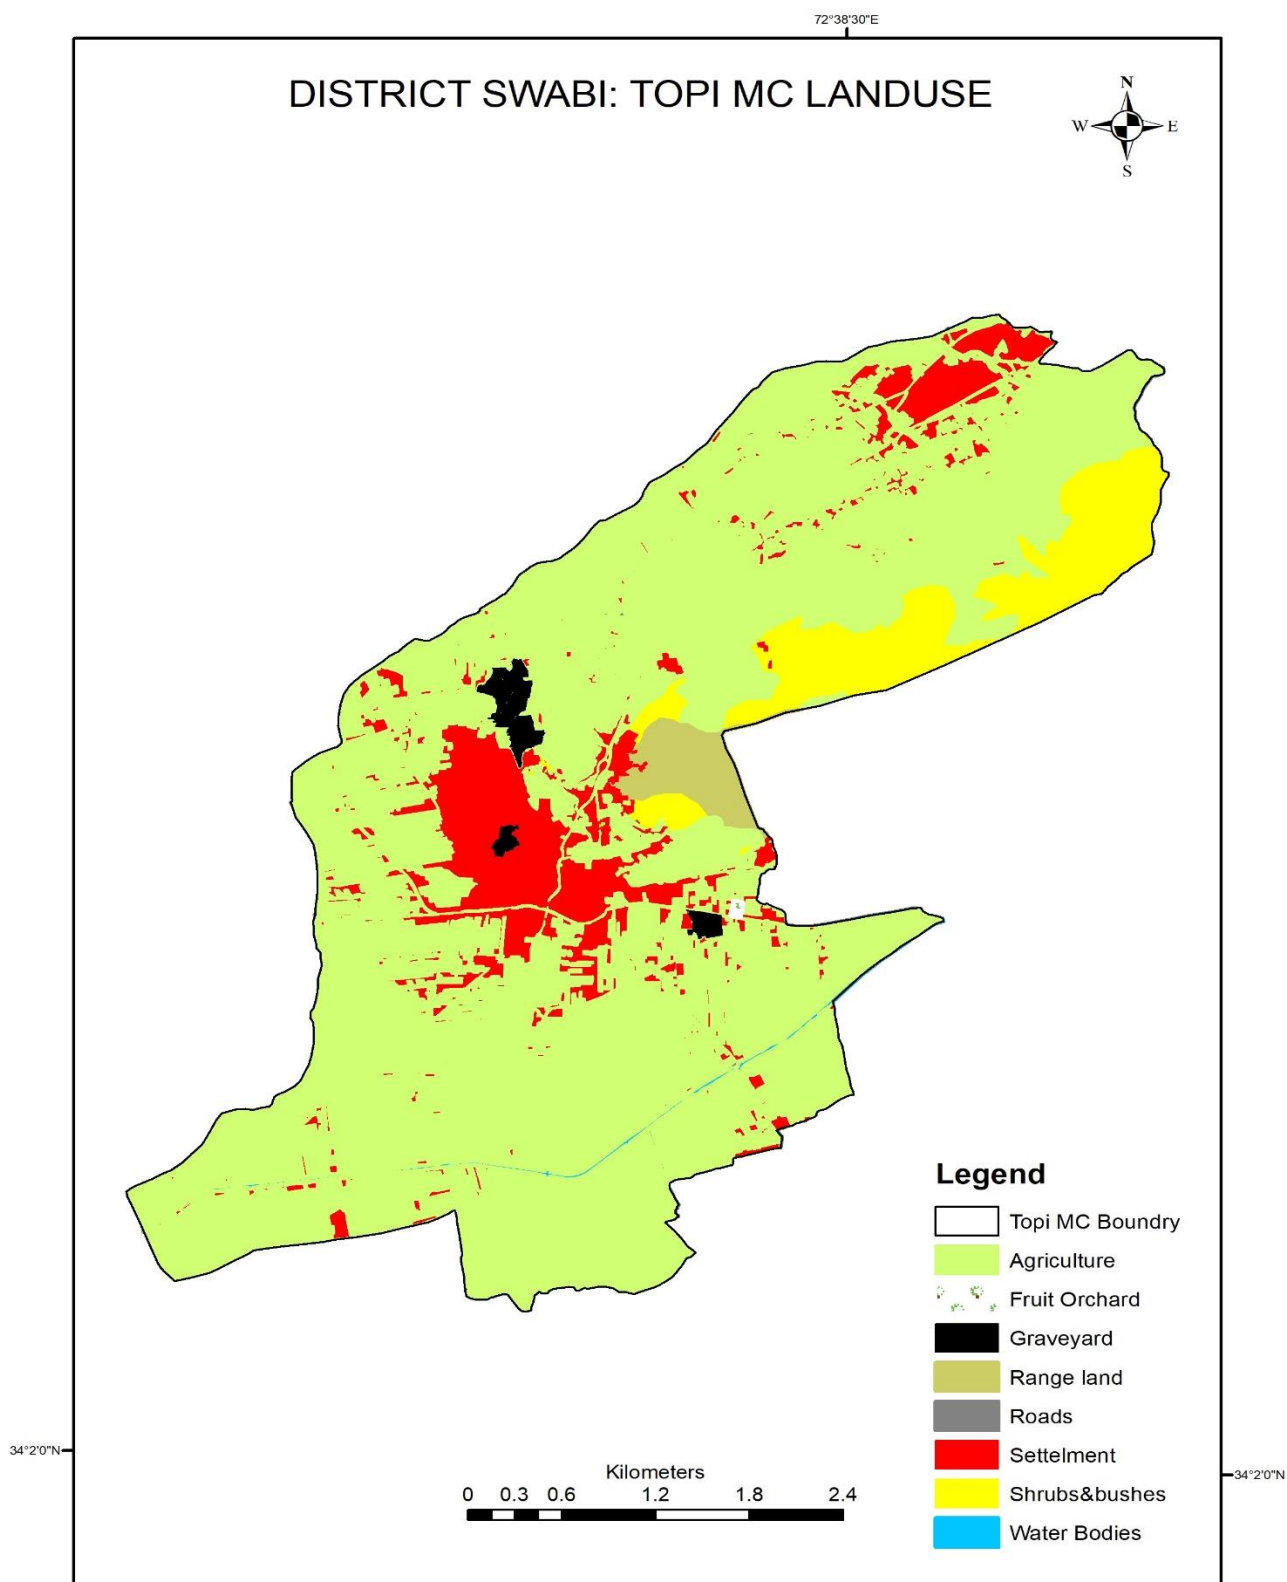 72°38'30"E
DISTRICT SWABI: TOPI MC LANDUSE
N
W E
S
Legend
Topi MC Boundry
Agriculture
Fruit Orchard
Graveyard
Range land
Roads
Settelment
Shrubs&bushes
Water Bodies
34°2'0"N
34°2'0"N
Kilometers
0 0.3 0.6 1.2 1.8 2.4